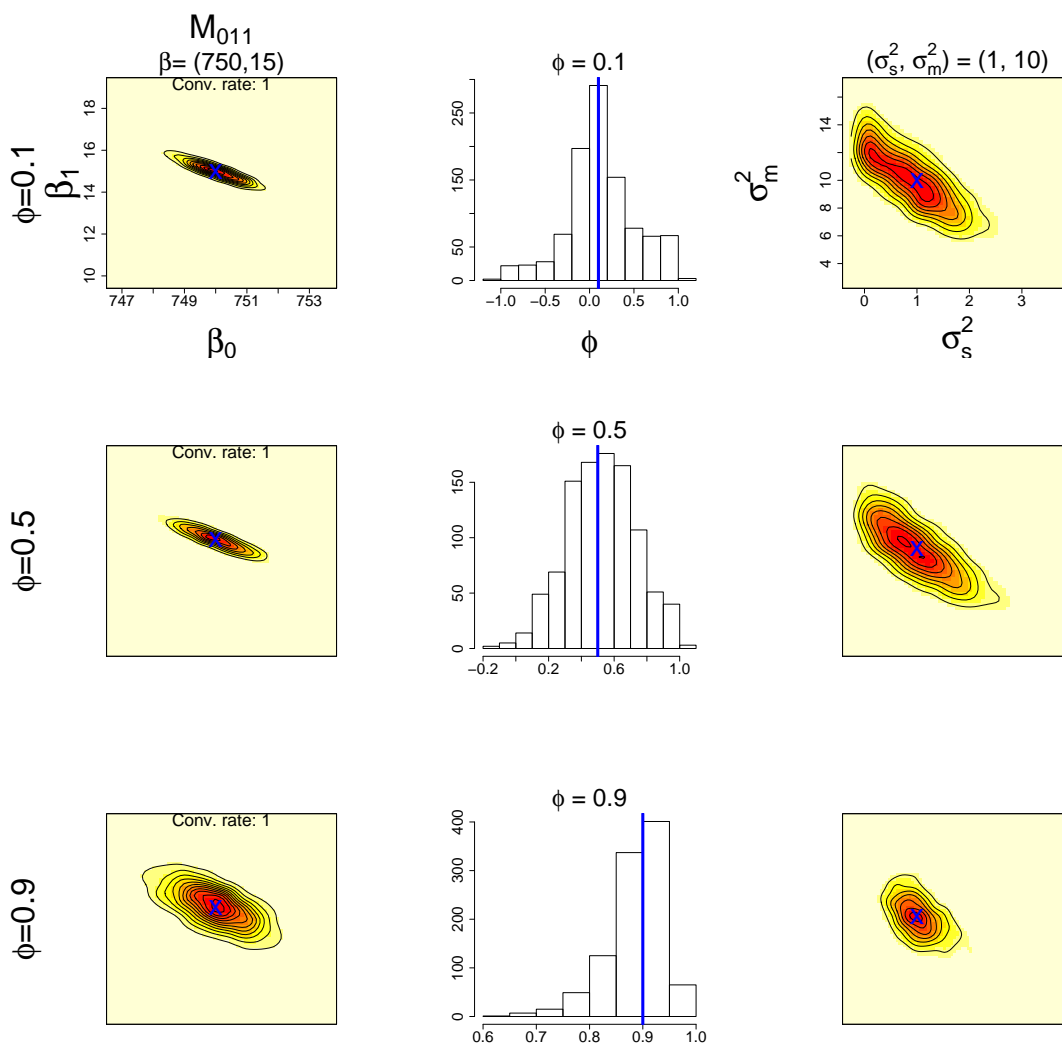 M₀₁₁
β= (750,15)
Conv. rate: 1
ϕ=0.1
β₁
10 12 14 16 18
747 749 751 753
β₀
ϕ = 0.1
0 50 150 250
−1.0 −0.5 0.0 0.5 1.0
ϕ
(σ²ₛ, σ²ₘ) = (1, 10)
σ²ₘ
4 6 8 10 14
0 1 2 3
σ²ₛ
ϕ=0.5
Conv. rate: 1
ϕ = 0.5
0 50 100 150
−0.2 0.2 0.6 1.0
ϕ=0.9
Conv. rate: 1
ϕ = 0.9
0 100 200 300 400
0.6 0.7 0.8 0.9 1.0